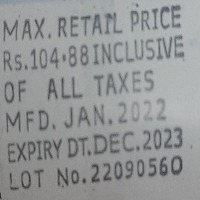 MAX. RETAIL PRICE
Rs.104.88 INCLUSIVE
OF ALL TAXES
MFD. JAN. 2022
EXPIRY DT.DEC.2023
LOT No. 22090560